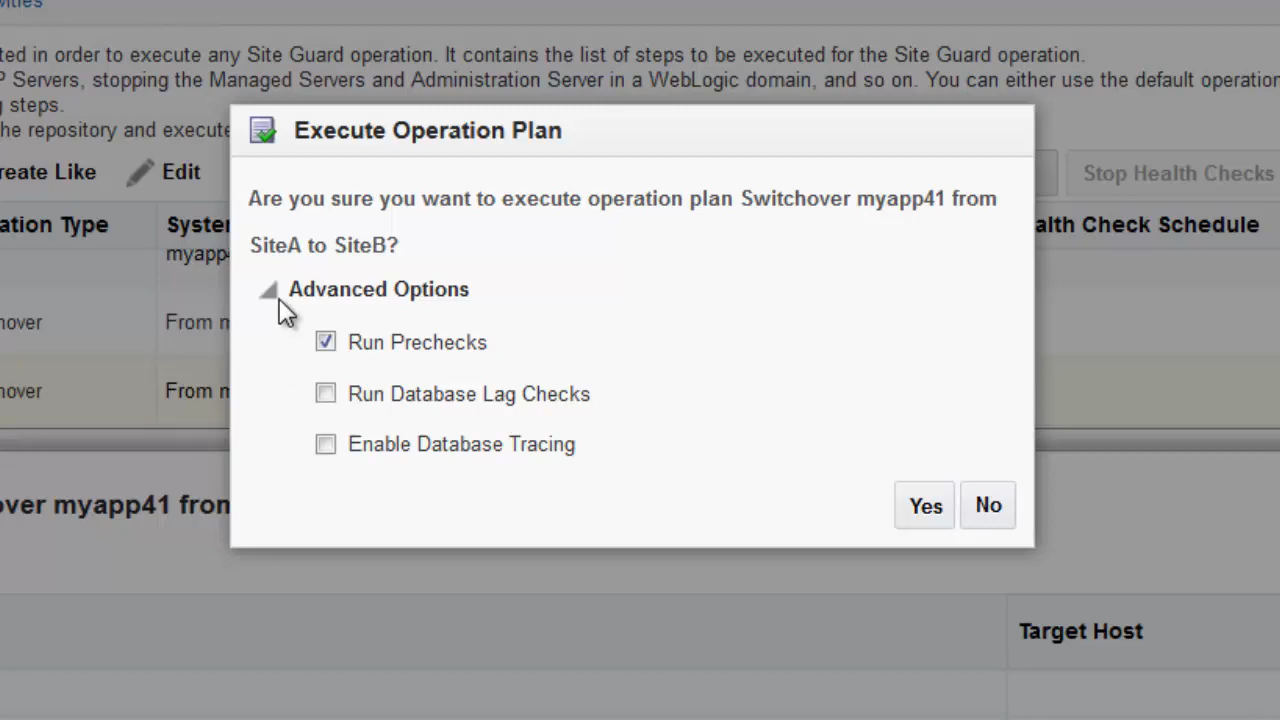 ted in order to execute any Site Guard operation. It contains the list of steps to be executed for the Site Guard operation.
P Servers, stopping the Managed Servers and Administration Server in a WebLogic domain, and so on. You can either use the default operation
g steps.
he repository and execute
reate Like Edit Stop Health Checks
ation Type Syster alth Check Schedule
myapp4
nover From m
nover From m
Execute Operation Plan
Are you sure you want to execute operation plan Switchover myapp41 from
SiteA to SiteB?
Advanced Options
Run Prechecks
Run Database Lag Checks
Enable Database Tracing
Yes No
over myapp41 from
Target Host